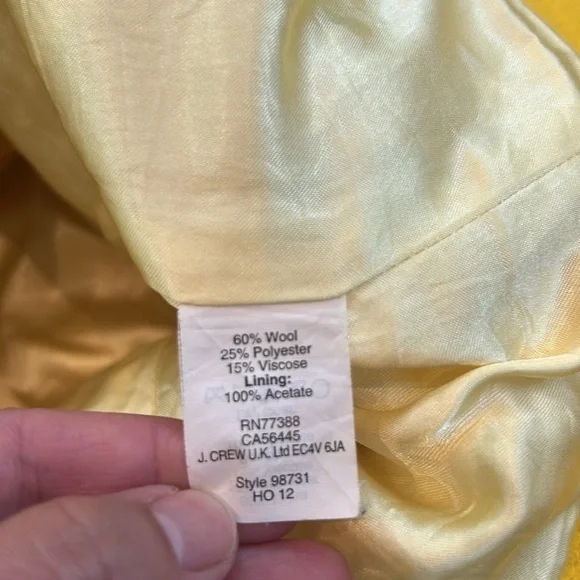 60% Wool
25% Polyester
15% Viscose
Lining:
100% Acetate
RN77388
CA56445
J. CREW U.K. Ltd EC4V 6JA
Style 98731
HO 12